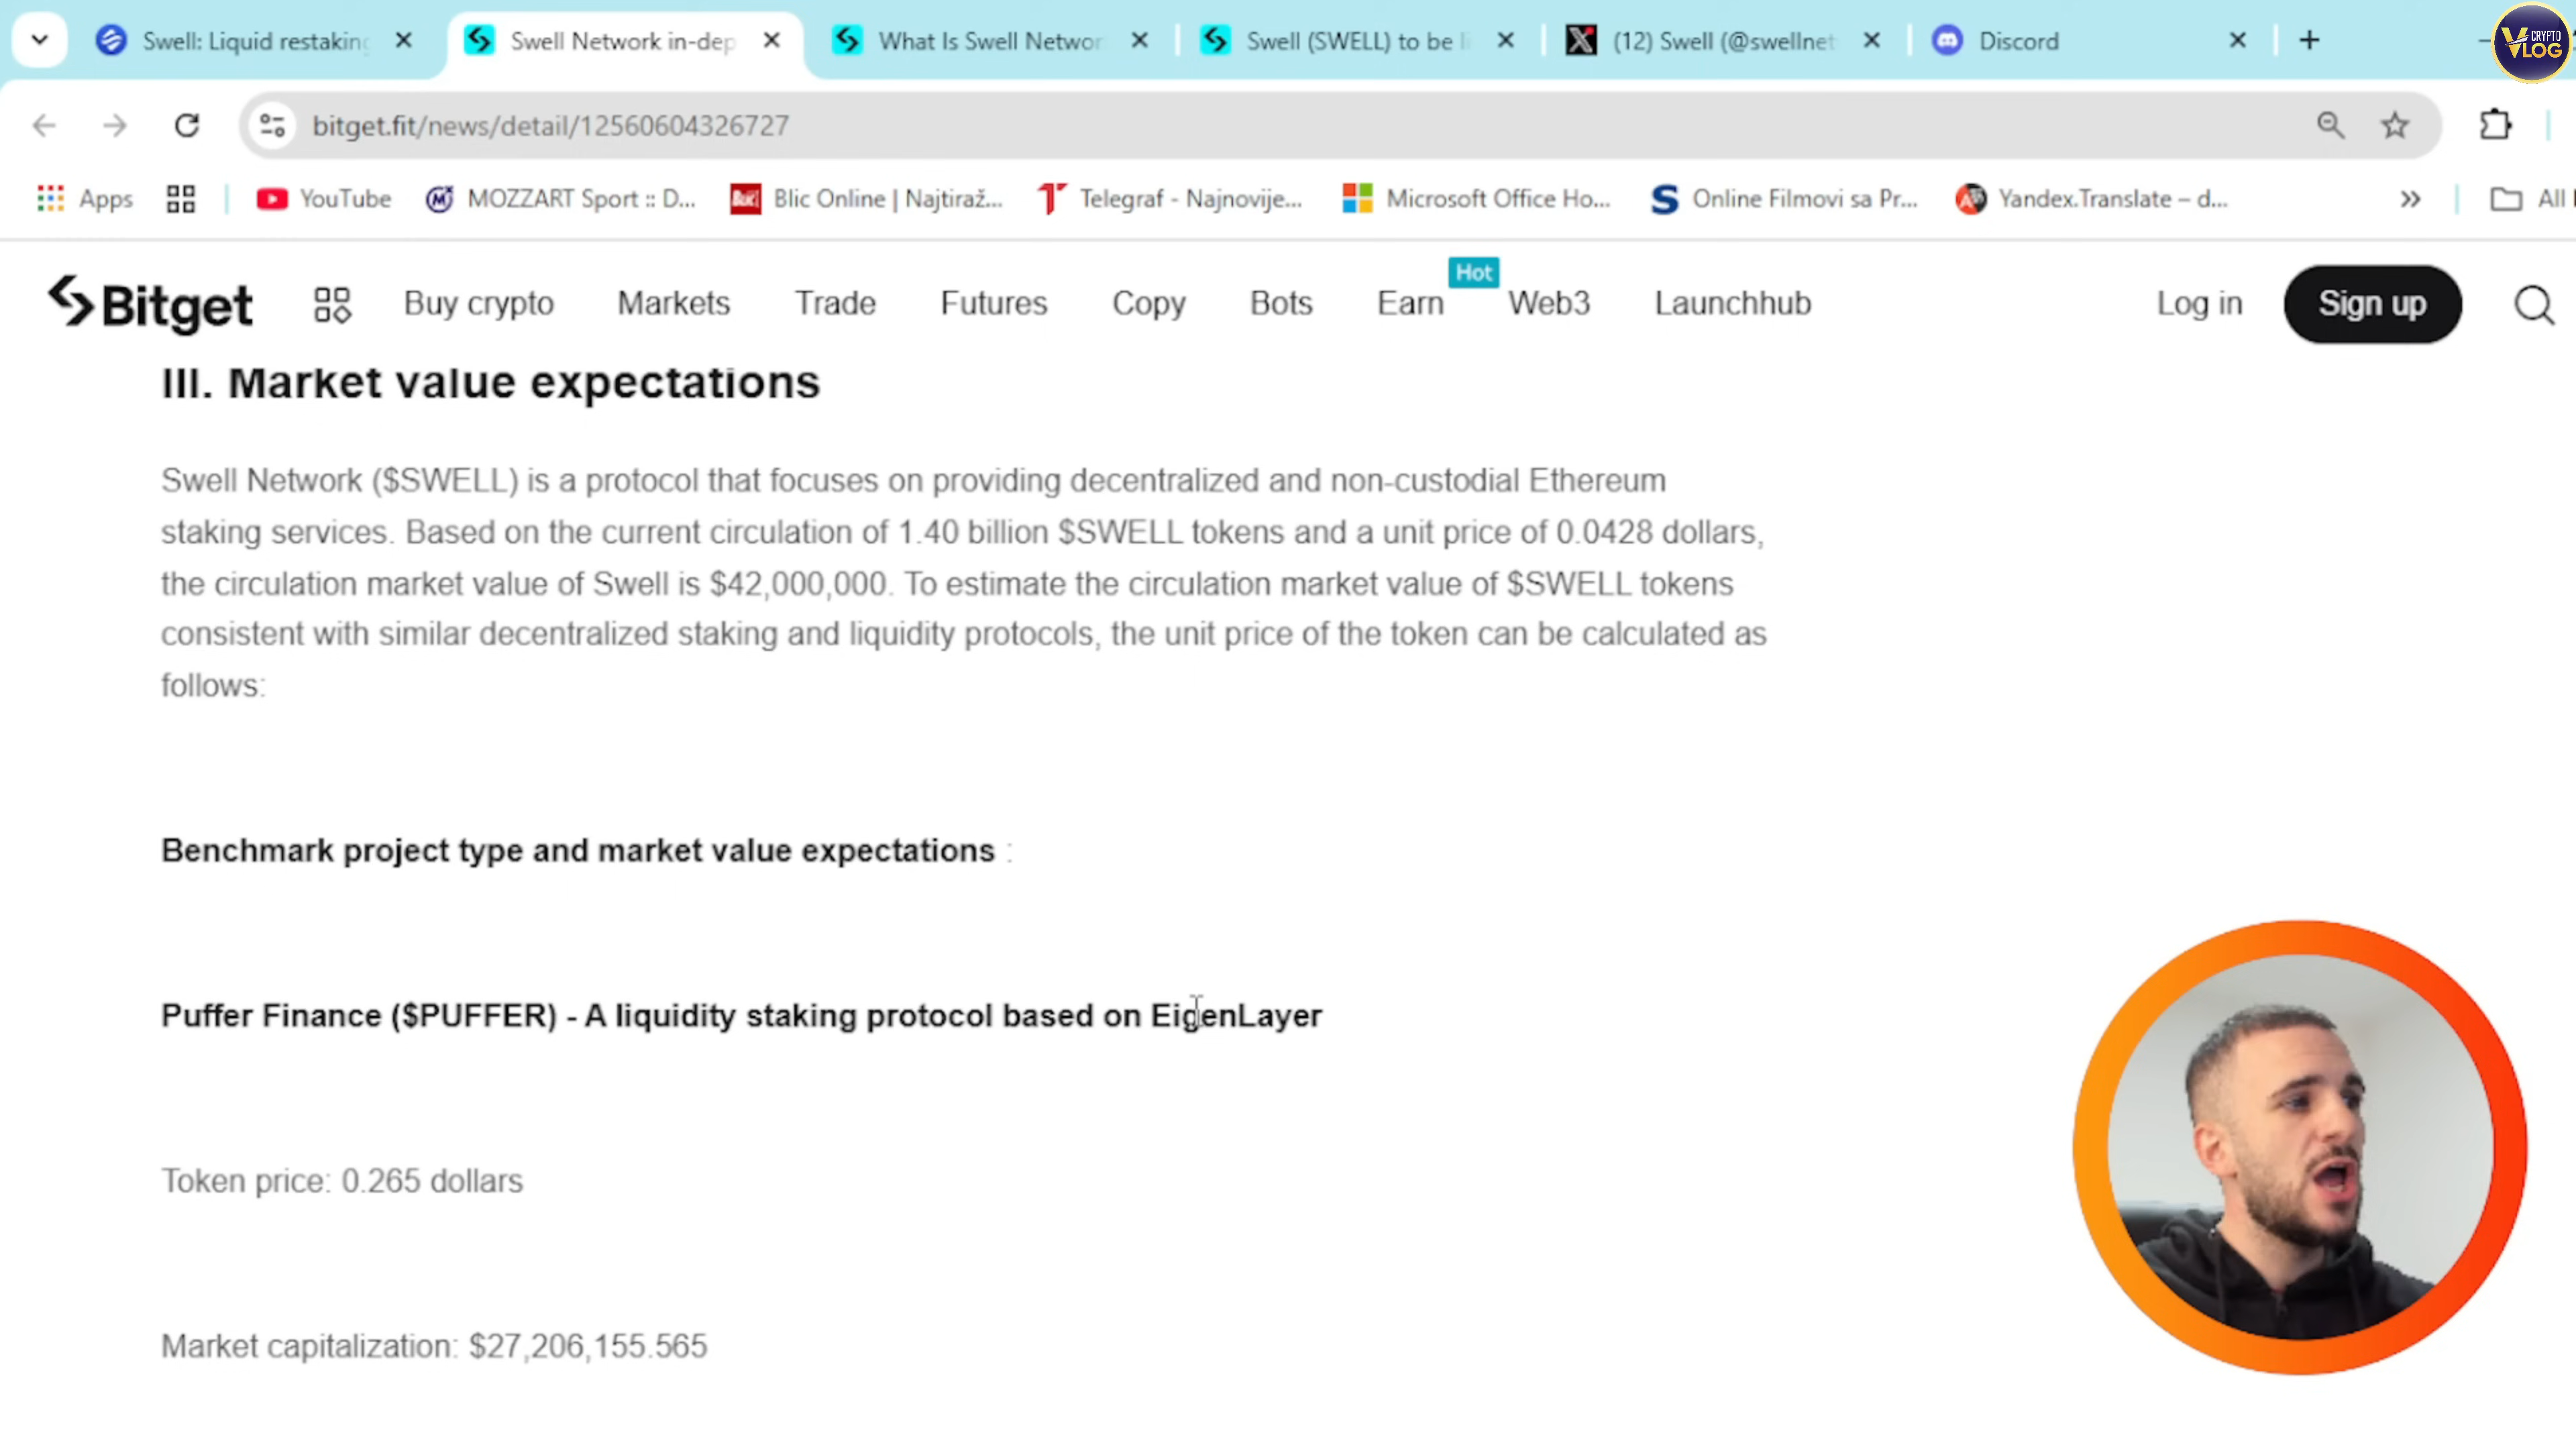 Swell: Liquid restaking
Swell Network in-dep
What Is Swell Networ
Swell (SWELL) to be li
(12) Swell (@swellnet
Discord
CRYPTO
VLOG
bitget.fit/news/detail/12560604326727
Apps
YouTube
MOZZART Sport :: D...
Blic Online | Najtiraž...
Telegraf - Najnovije...
Microsoft Office Ho...
Online Filmovi sa Pr...
Yandex.Translate – d...
All
Bitget
Buy crypto
Markets
Trade
Futures
Copy
Bots
Earn
Hot
Web3
Launchhub
Log in
Sign up
III. Market value expectations
Swell Network ($SWELL) is a protocol that focuses on providing decentralized and non-custodial Ethereum
staking services. Based on the current circulation of 1.40 billion $SWELL tokens and a unit price of 0.0428 dollars,
the circulation market value of Swell is $42,000,000. To estimate the circulation market value of $SWELL tokens
consistent with similar decentralized staking and liquidity protocols, the unit price of the token can be calculated as
follows:
Benchmark project type and market value expectations :
Puffer Finance ($PUFFER) - A liquidity staking protocol based on EigenLayer
Token price: 0.265 dollars
Market capitalization: $27,206,155.565